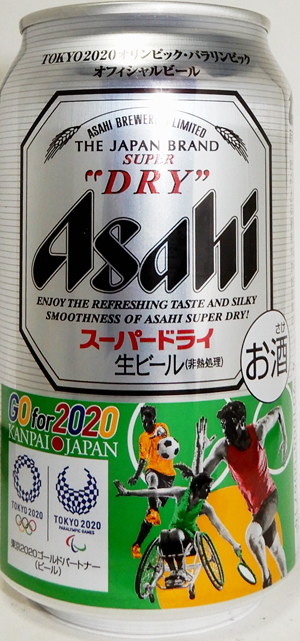 TOKYO2020オリンピック・パラリンピック
オフィシャルビール
ASAHI BREWERIES LIMITED
THE JAPAN BRAND
SUPER
"DRY"
Asahi
ENJOY THE REFRESHING TASTE AND SILKY
SMOOTHNESS OF ASAHI SUPER DRY!
スーパードライ
生ビール(非熱処理)
さけ
お酒
GO for 2020
KANPAI JAPAN
TOKYO 2020
TOKYO 2020
PARALYMPIC GAMES
東京2020ゴールドパートナー
(ビール)